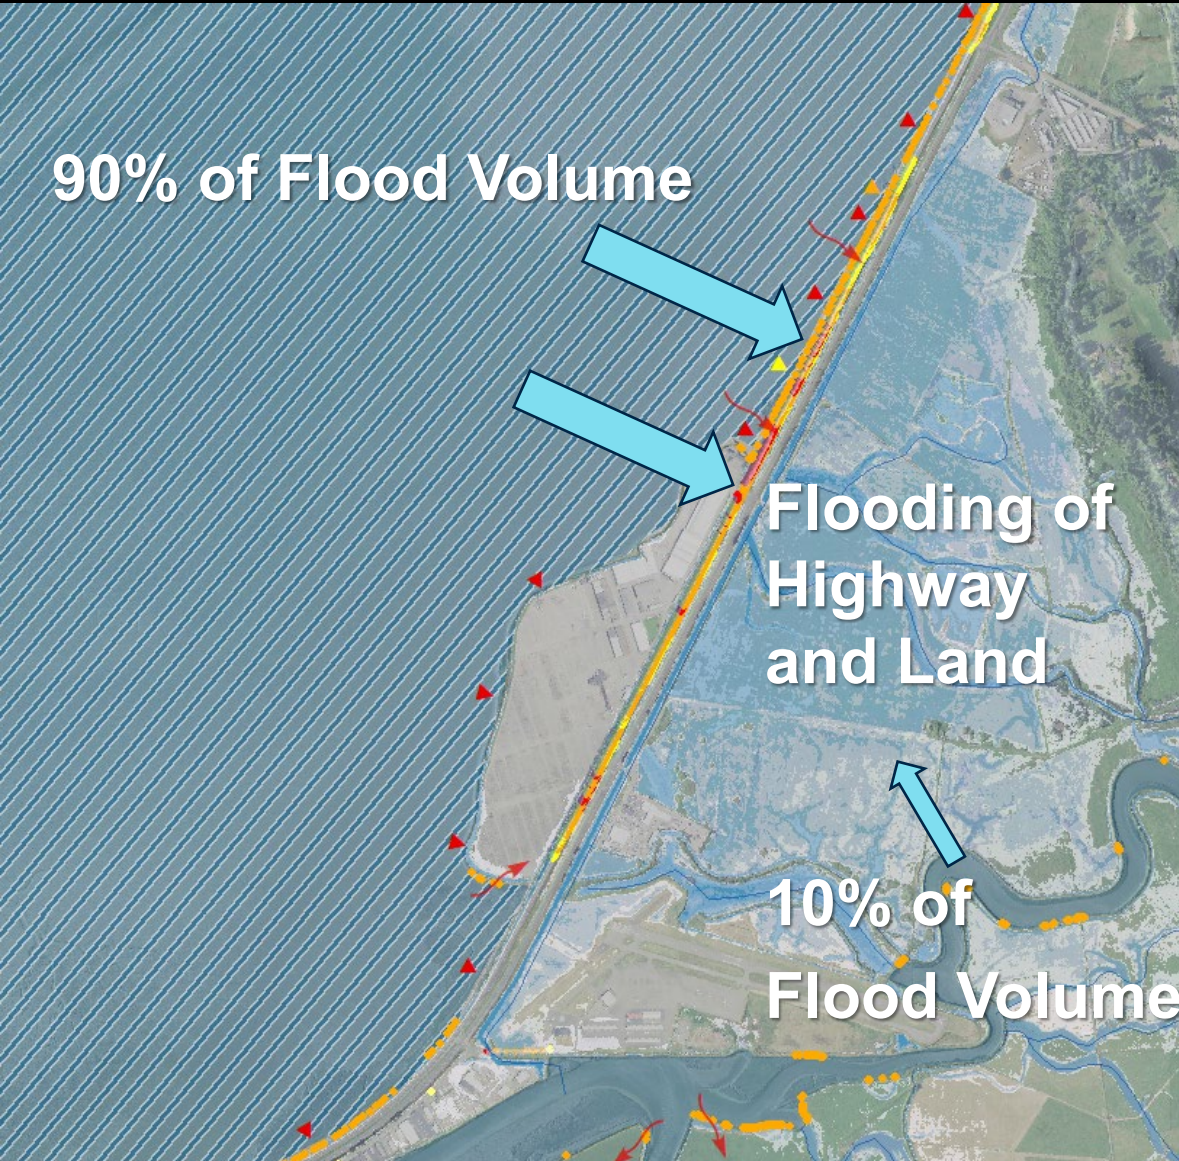 90% of Flood Volume
Flooding of
Highway
and Land
10% of
Flood Volume